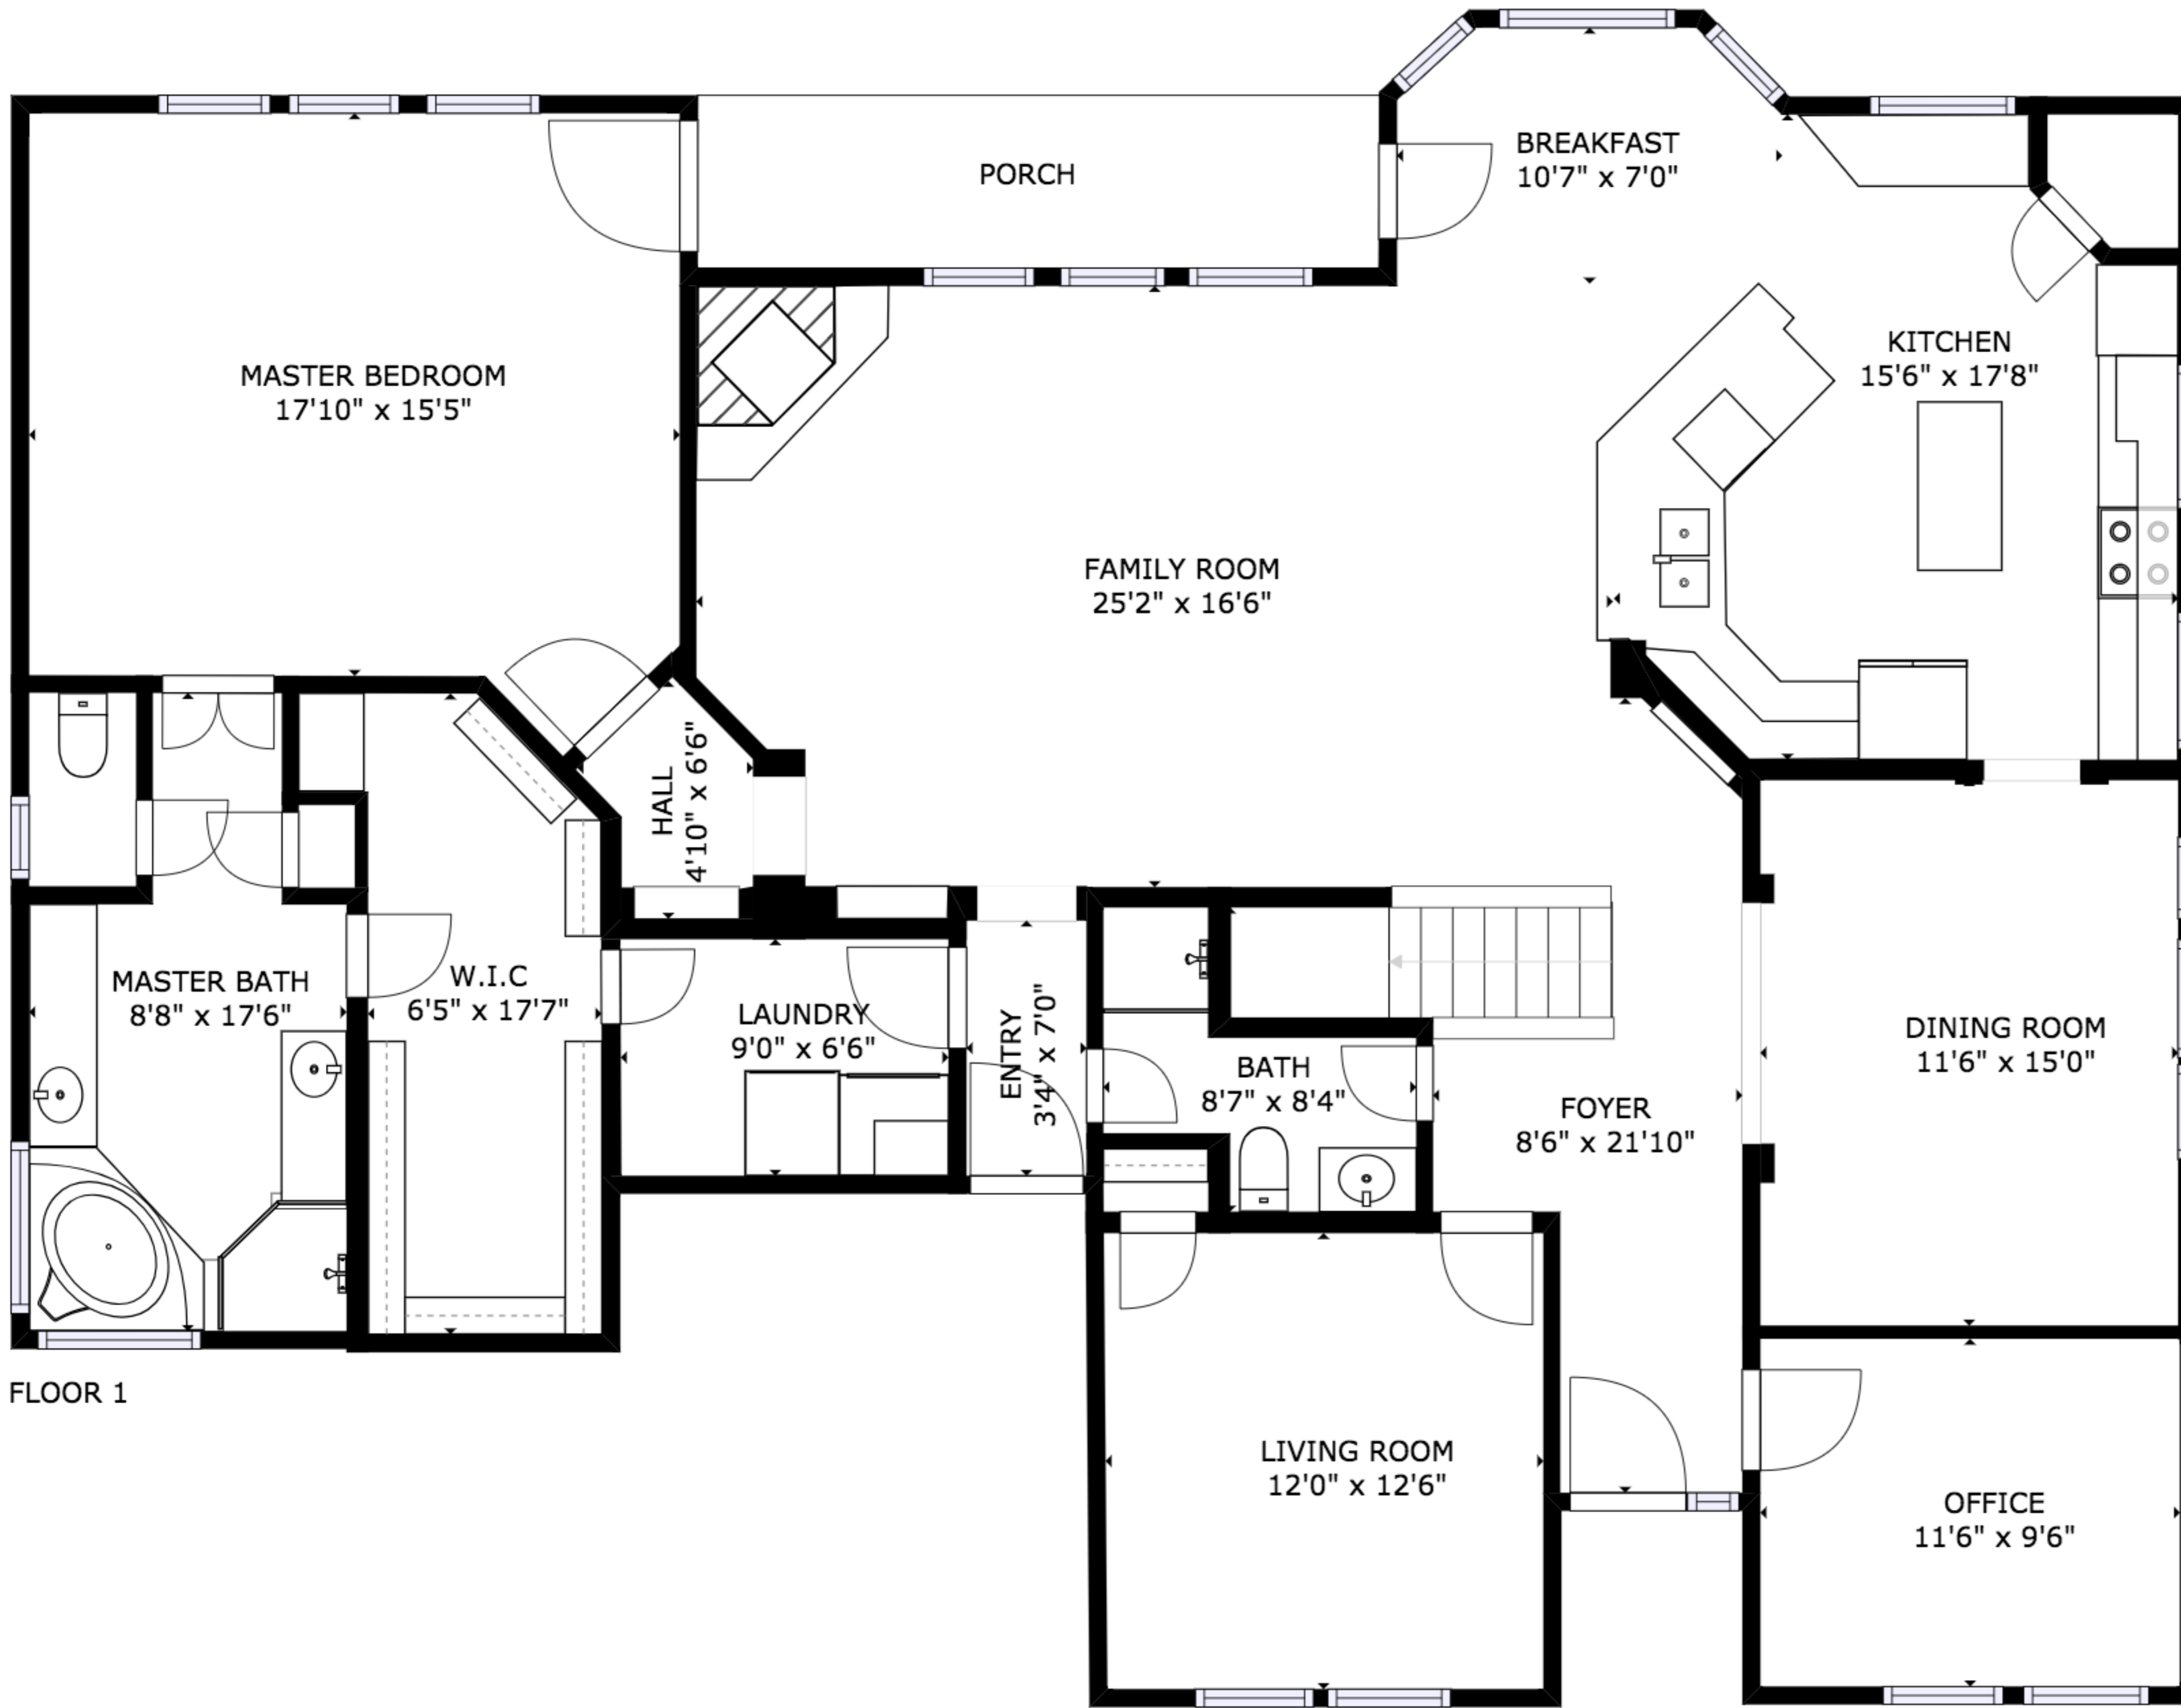 BREAKFAST
10'7" x 7'0"
PORCH
KITCHEN
15'6" x 17'8"
MASTER BEDROOM
17'10" x 15'5"
FAMILY ROOM
25'2" x 16'6"
HALL
4'10" x 6'6"
MASTER BATH
8'8" x 17'6"
W.I.C
6'5" x 17'7"
LAUNDRY
9'0" x 6'6"
ENTRY
3'4" x 7'0"
BATH
8'7" x 8'4"
FOYER
8'6" x 21'10"
DINING ROOM
11'6" x 15'0"
FLOOR 1
LIVING ROOM
12'0" x 12'6"
OFFICE
11'6" x 9'6"